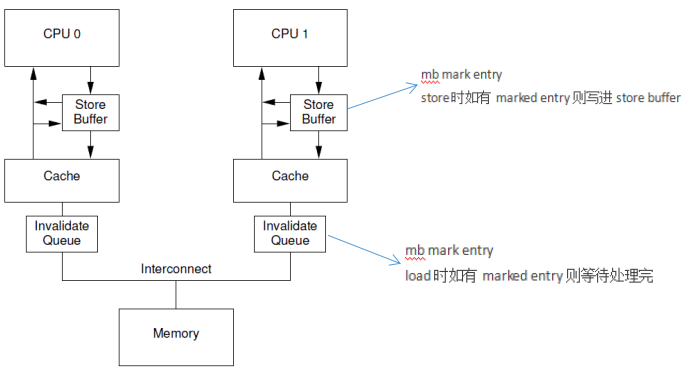 CPU 0
CPU 1
Store
Buffer
Store
Buffer
mb mark entry
store时如有 marked entry 则写进 store buffer
Cache
Cache
Invalidate
Queue
Invalidate
Queue
mb mark entry
load时如有 marked entry 则等待处理完
Interconnect
Memory